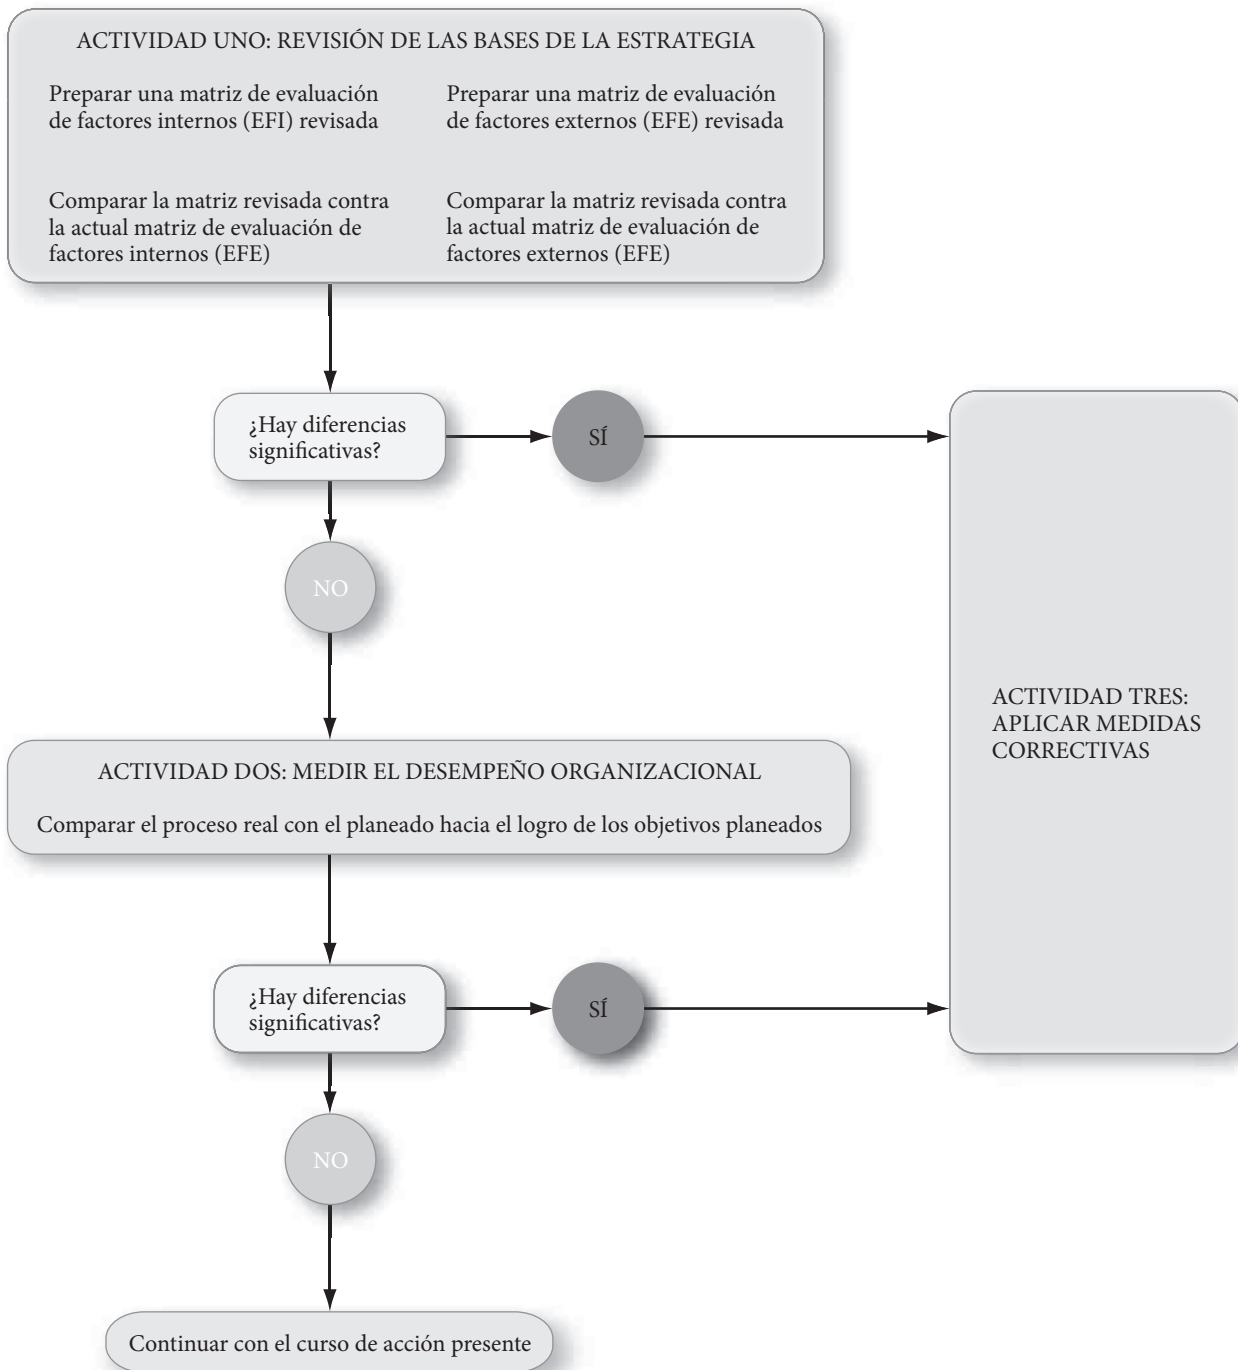 ACTIVIDAD UNO: REVISIÓN DE LAS BASES DE LA ESTRATEGIA
Preparar una matriz de evaluación
de factores internos (EFI) revisada
Preparar una matriz de evaluación
de factores externos (EFE) revisada
Comparar la matriz revisada contra
la actual matriz de evaluación de
factores internos (EFE)
Comparar la matriz revisada contra
la actual matriz de evaluación de
factores externos (EFE)
¿Hay diferencias
significativas?
SÍ
NO
ACTIVIDAD TRES:
APLICAR MEDIDAS
CORRECTIVAS
ACTIVIDAD DOS: MEDIR EL DESEMPEÑO ORGANIZACIONAL
Comparar el proceso real con el planeado hacia el logro de los objetivos planeados
¿Hay diferencias
significativas?
SÍ
NO
Continuar con el curso de acción presente